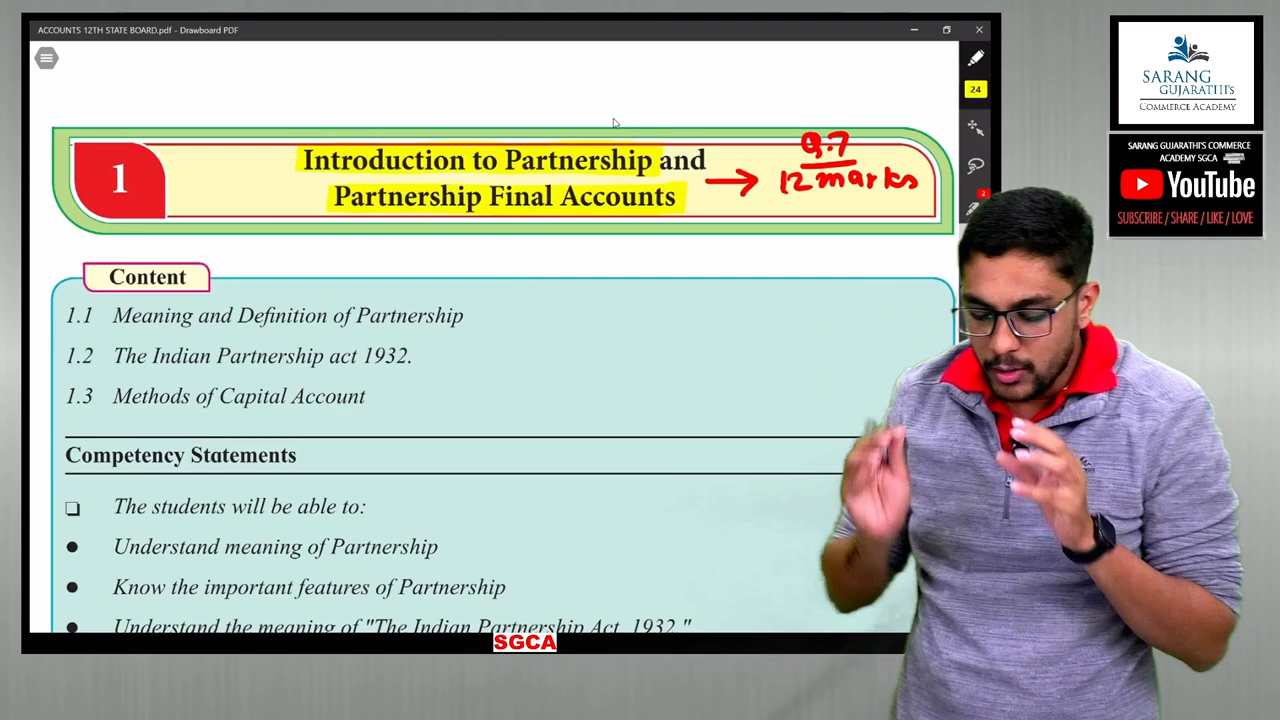 ACCOUNTS 12TH STATE BOARD.pdf - Drawboard PDF
24
2
1
Introduction to Partnership and
Partnership Final Accounts
Q.7
12 marks
Content
1.1 Meaning and Definition of Partnership
1.2 The Indian Partnership act 1932.
1.3 Methods of Capital Account
Competency Statements
❑ The students will be able to:
● Understand meaning of Partnership
● Know the important features of Partnership
● Understand the meaning of "The Indian Partnership Act, 1932."
SGCA
SARANG
GUJARATHI'S
COMMERCE ACADEMY
SARANG GUJARATHI'S COMMERCE
ACADEMY SGCA
YouTube
SUBSCRIBE / SHARE / LIKE / LOVE